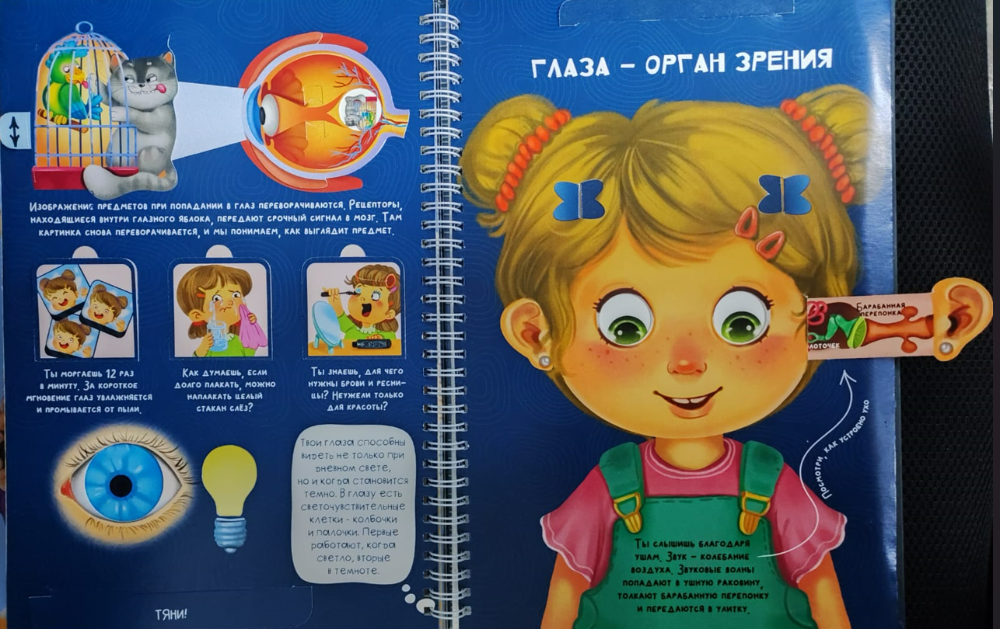 Изображение предметов при попадании в глаз переворачиваются. Рецепторы,
находящиеся внутри глазного яблока, передают срочный сигнал в мозг. Там
картинка снова переворачивается, и мы понимаем, как выглядит предмет.
Ты моргаешь 12 раз
в минуту. За короткое
мгновение глаз увлажняется
и промывается от пыли.
Как думаешь, если
долго плакать, можно
наплакать целый
стакан слёз?
Ты знаешь, для чего
нужны брови и ресни-
цы? Неужели только
для красоты?
Твои глаза способны
видеть не только при
дневном свете,
но и когда становится
темно. В глазу есть
светочувствительные
клетки - колбочки
и палочки. Первые
работают, когда
светло, вторые
в темноте.
ТЯНИ!
ГЛАЗА – ОРГАН ЗРЕНИЯ
Барабанная
перепонка
Посмотри, как устроено ухо
Ты слышишь благодаря
ушам. Звук – колебание
воздуха. Звуковые волны
попадают в ушную раковину,
толкают барабанную перепонку
и передаются в улитку.